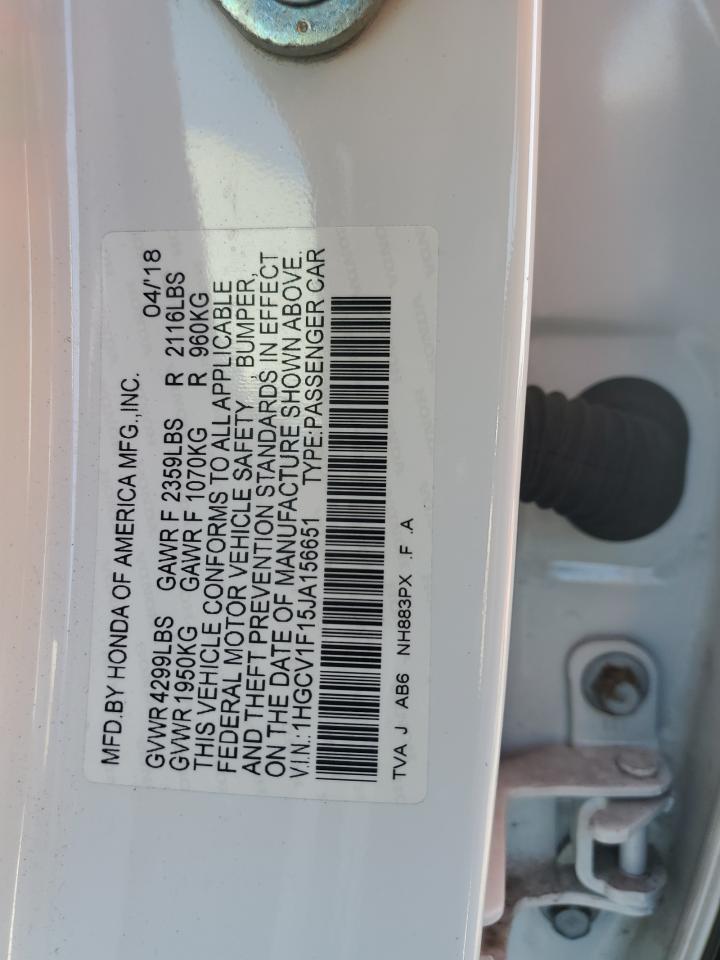 MFD.BY HONDA OF AMERICA MFG.,INC.
04/'18
GVWR 4299LBS GAWR F 2359LBS R 2116LBS
GVWR 1950KG GAWR F 1070KG R 960KG
THIS VEHICLE CONFORMS TO ALL APPLICABLE
FEDERAL MOTOR VEHICLE SAFETY , BUMPER,
AND THEFT PREVENTION STANDARDS IN EFFECT
ON THE DATE OF MANUFACTURE SHOWN ABOVE.
V.I.N.:1HGCV1F15JA156651 TYPE:PASSENGER CAR
TVA J AB6 NH883PX .F .A